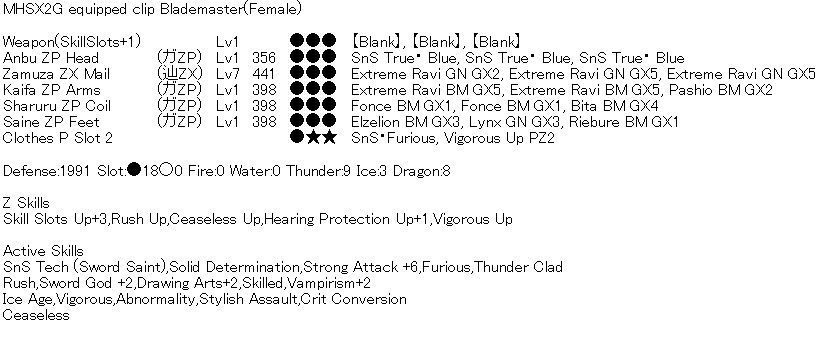 MHSX2G equipped clip Blademaster(Female)
Weapon(SkillSlots+1) Lv1 ●●● 【Blank】, 【Blank】, 【Blank】
Anbu ZP Head (ガZP) Lv1 356 ●●● SnS True・Blue, SnS True・Blue, SnS True・Blue
Zamuza ZX Mail (辿ZX) Lv7 441 ●●● Extreme Ravi GN GX2, Extreme Ravi GN GX5, Extreme Ravi GN GX5
Kaifa ZP Arms (ガZP) Lv1 398 ●●● Extreme Ravi BM GX5, Extreme Ravi BM GX5, Pashio BM GX2
Sharuru ZP Coil (ガZP) Lv1 398 ●●● Fonce BM GX1, Fonce BM GX1, Bita BM GX4
Saine ZP Feet (ガZP) Lv1 398 ●●● Elzelion BM GX3, Lynx GN GX3, Riebure BM GX1
Clothes P Slot 2 ●★★ SnS・Furious, Vigorous Up PZ2
Defense:1991 Slot:●18○0 Fire:0 Water:0 Thunder:9 Ice:3 Dragon:8
Z Skills
Skill Slots Up+3,Rush Up,Ceaseless Up,Hearing Protection Up+1,Vigorous Up
Active Skills
SnS Tech (Sword Saint),Solid Determination,Strong Attack +6,Furious,Thunder Clad
Rush,Sword God +2,Drawing Arts+2,Skilled,Vampirism+2
Ice Age,Vigorous,Abnormality,Stylish Assault,Crit Conversion
Ceaseless